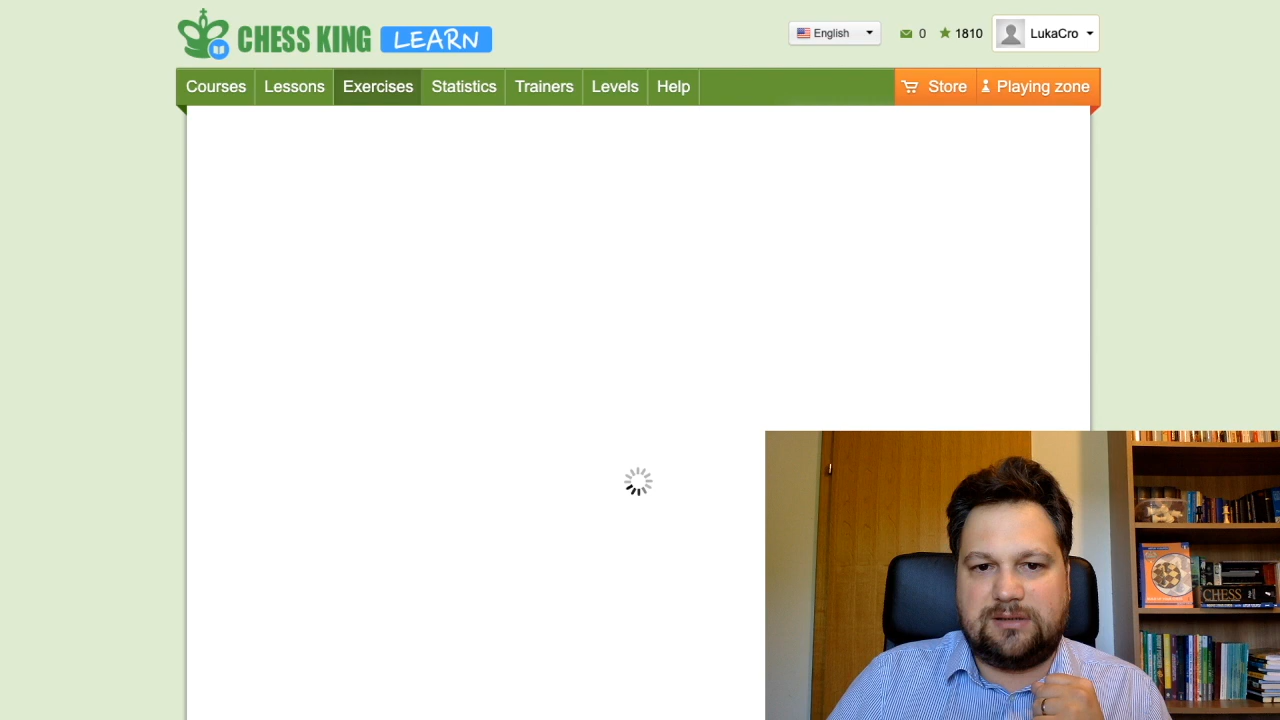 CHESS KING LEARN
English
0
1810
LukaCro
Courses
Lessons
Exercises
Statistics
Trainers
Levels
Help
Store
Playing zone
CHESS